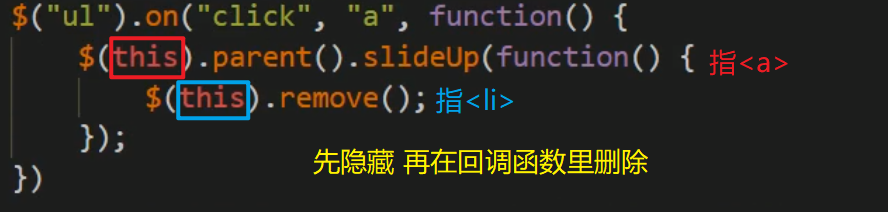 $("ul").on("click", "a", function() {
$(this).parent().slideUp(function() { 指<a>
$(this).remove(); 指<li>
});
先隐藏 再在回调函数里删除
})